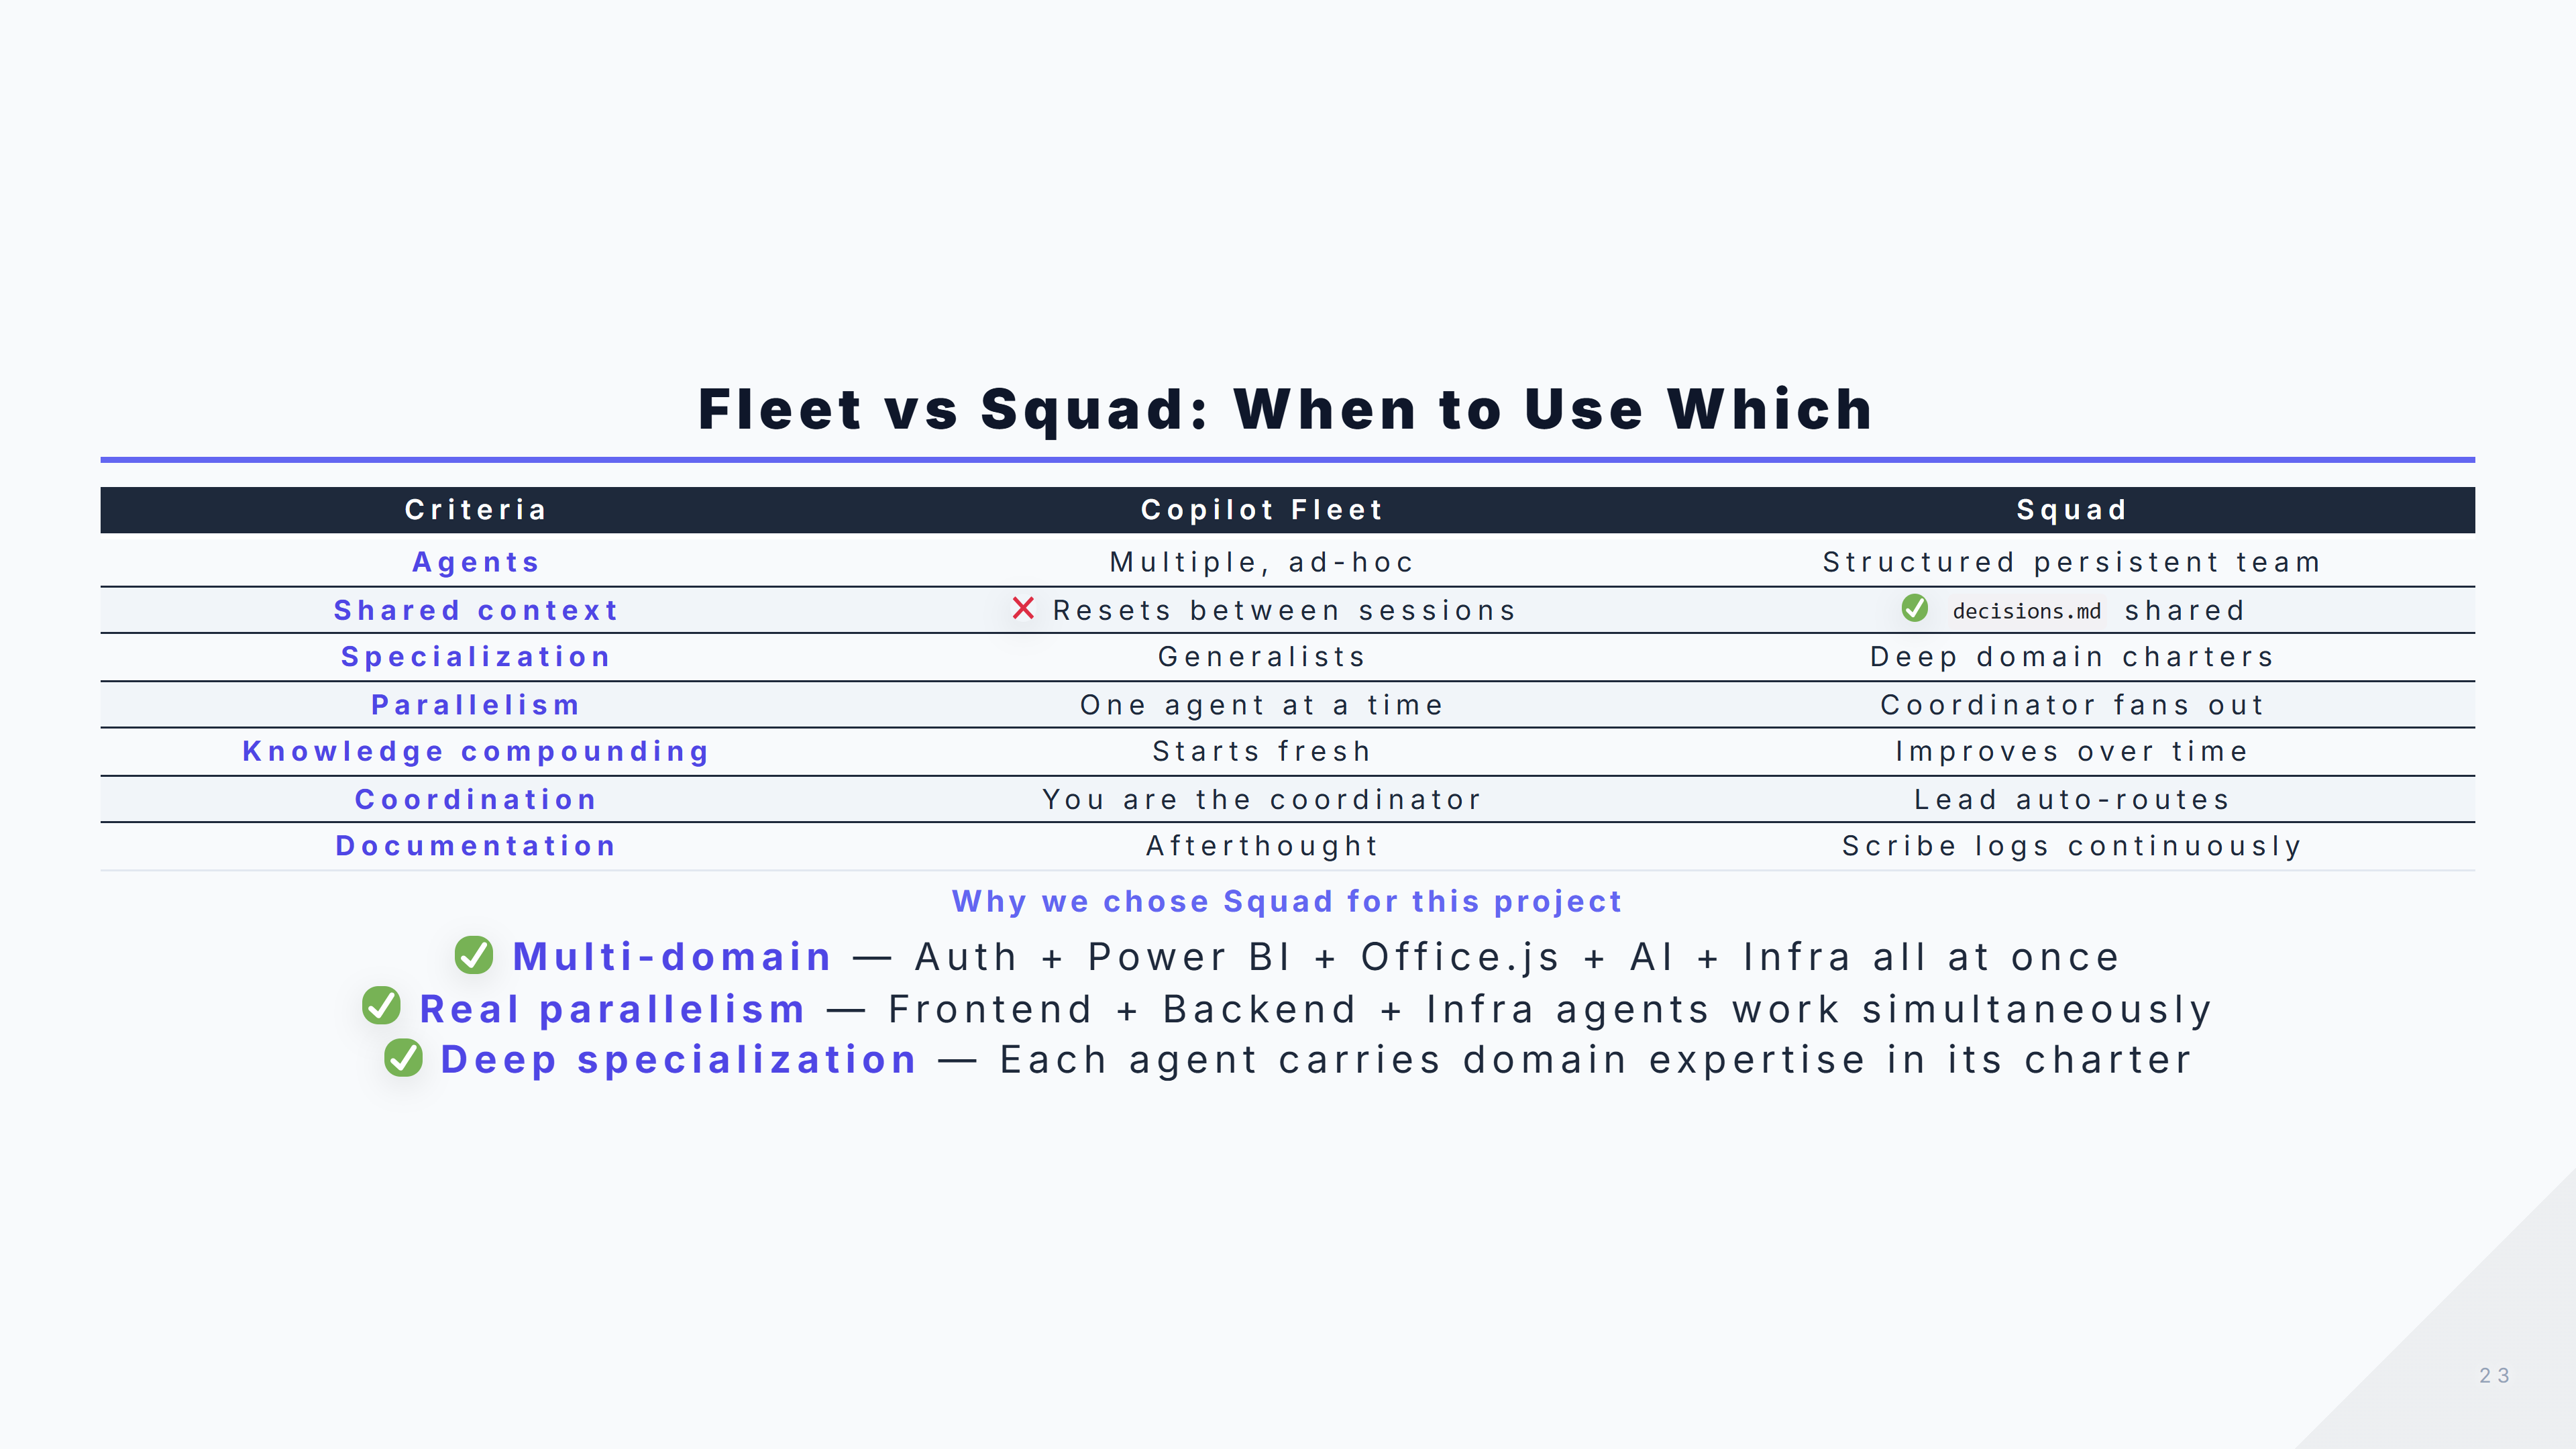 Fleet vs Squad: When to Use Which
Criteria Copilot Fleet Squad
Agents Multiple, ad-hoc Structured persistent team
Shared context ❌ Resets between sessions ✅ decisions.md shared
Specialization Generalists Deep domain charters
Parallelism One agent at a time Coordinator fans out
Knowledge compounding Starts fresh Improves over time
Coordination You are the coordinator Lead auto-routes
Documentation Afterthought Scribe logs continuously
Why we chose Squad for this project
✅ Multi-domain — Auth + Power BI + Office.js + AI + Infra all at once
✅ Real parallelism — Frontend + Backend + Infra agents work simultaneously
✅ Deep specialization — Each agent carries domain expertise in its charter
23